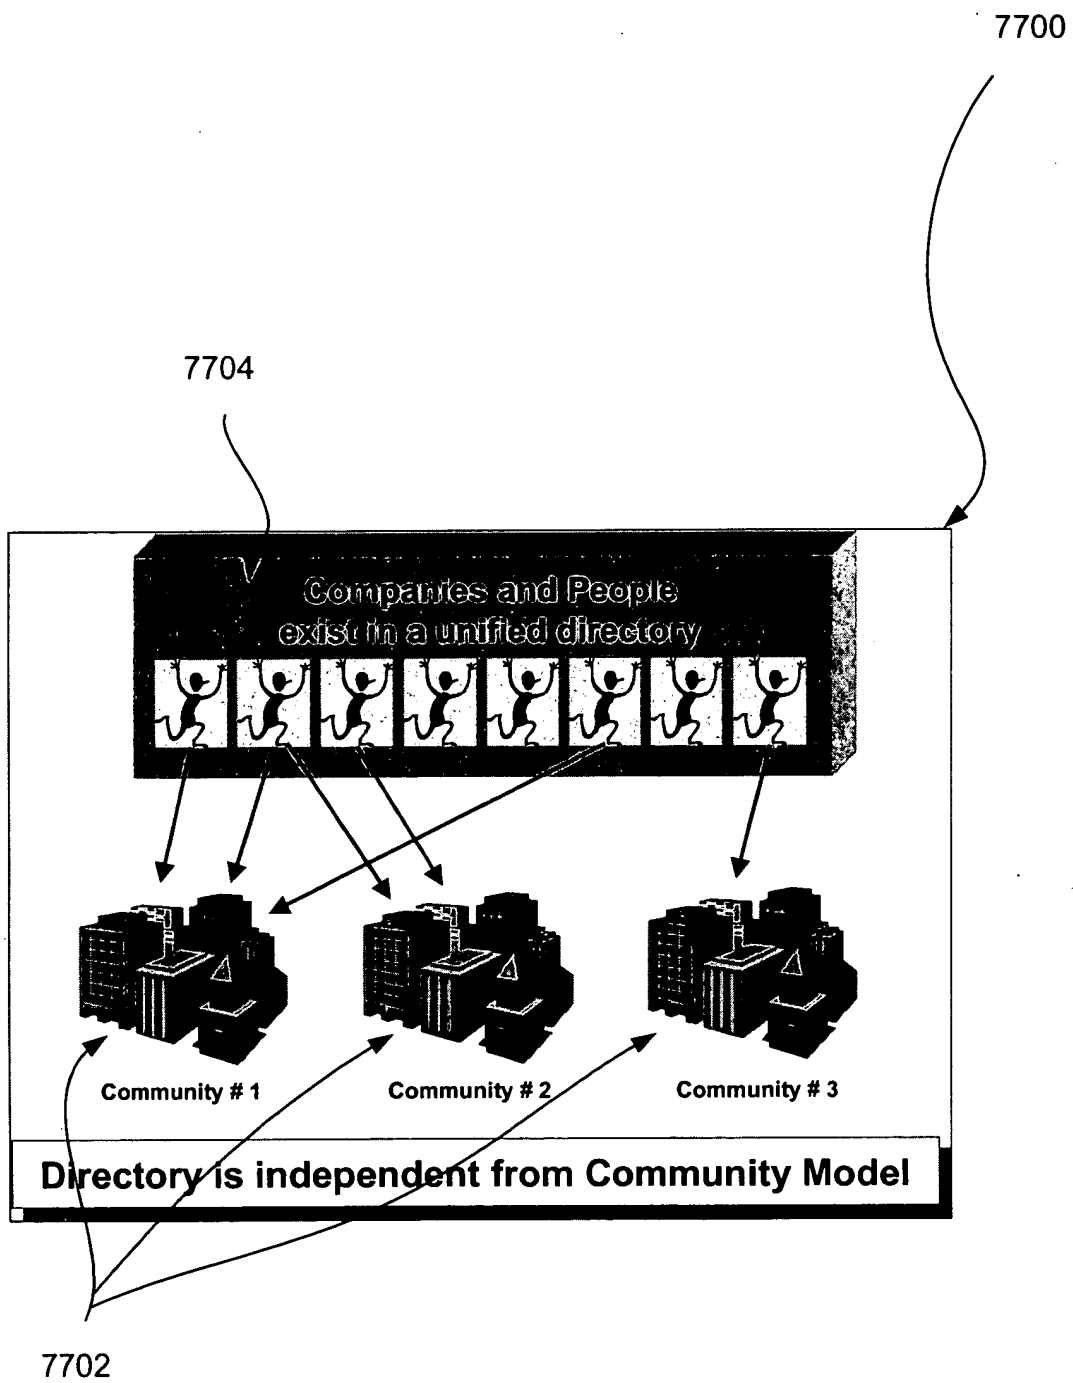 7700
7704
Companies and People
exist in a unified directory
Community # 1
Community # 2
Community # 3
Directory is independent from Community Model
7702